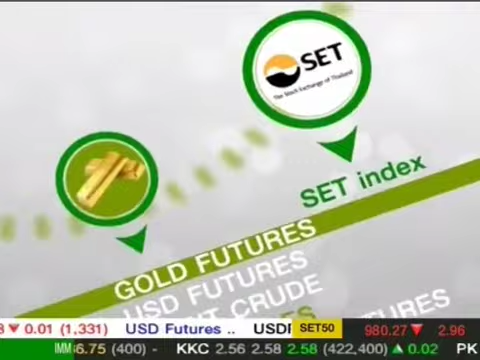 SET
The Stock Exchange of Thailand
SET index
GOLD FUTURES
USD FUTURES
CRUDE
FUTURES
▼ 0.01 (1,331) USD Futures .. SET50 980.27 ▼ 2.96
6.75 (400) - KKC 2.56 2.58 2.58 (422,400) ▲ 0.02 PK